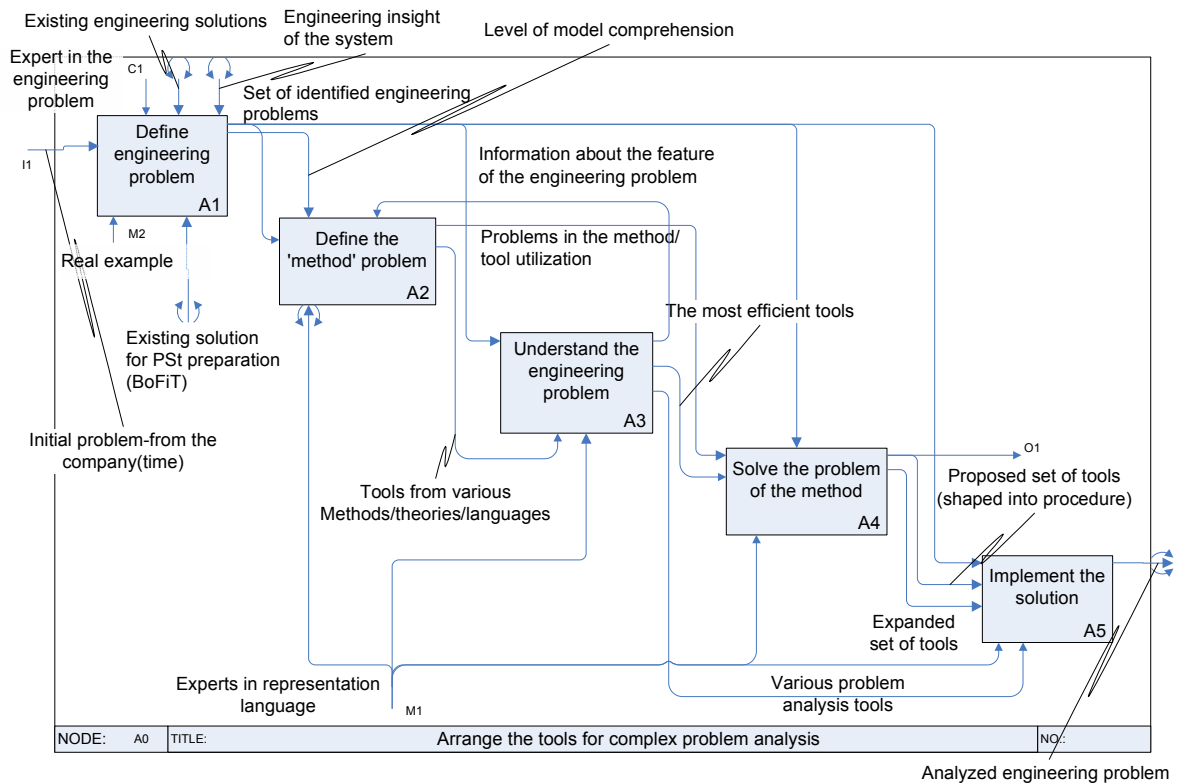 Existing engineering solutions
Engineering insight
of the system
Level of model comprehension
Expert in the
engineering
problem
C1
Set of identified engineering
problems
Define
engineering
problem
A1
I1
M2
Real example
Information about the feature
of the engineering problem
Define the
'method' problem
A2
Problems in the method/
tool utilization
Existing solution
for PSt preparation
(BoFiT)
The most efficient tools
Understand the
engineering
problem
A3
Initial problem-from the
company(time)
Solve the problem
of the method
A4
O1
Proposed set of tools
(shaped into procedure)
Tools from various
Methods/theories/languages
Implement the
solution
A5
Expanded
set of tools
Experts in representation
language
M1
Various problem
analysis tools
NODE: A0 TITLE: Arrange the tools for complex problem analysis NO.:
Analyzed engineering problem